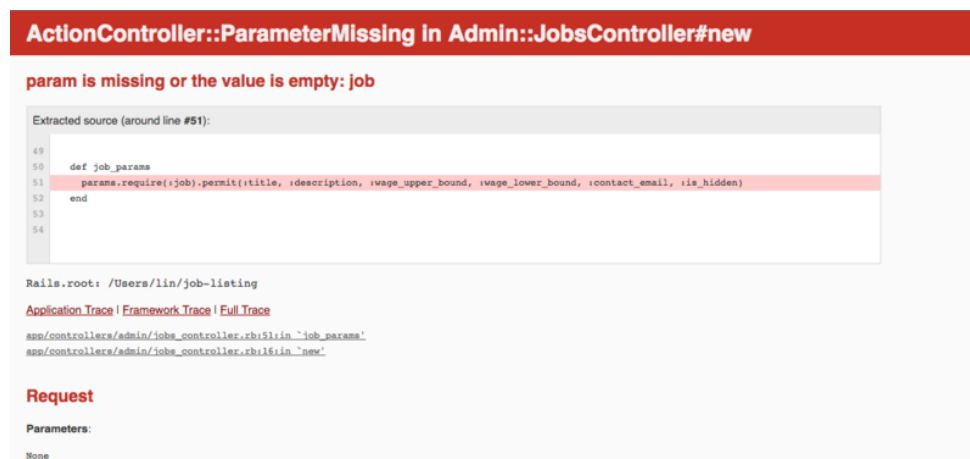 ActionController::ParameterMissing in Admin::JobsController#new
param is missing or the value is empty: job
Extracted source (around line #51):
49
50 def job_params
51 params.require(:job).permit(:title, :description, :wage_upper_bound, :wage_lower_bound, :contact_email, :is_hidden)
52 end
53
54
Rails.root: /Users/lin/job-listing
Application Trace | Framework Trace | Full Trace
app/controllers/admin/jobs_controller.rb:51:in `job_params'
app/controllers/admin/jobs_controller.rb:16:in `new'
Request
Parameters:
None